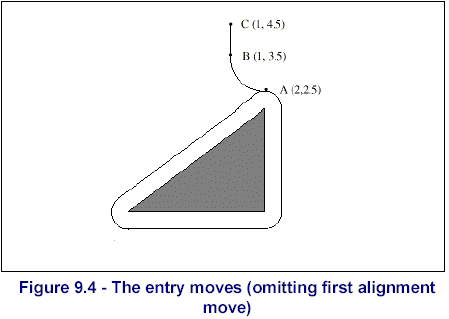 C (1, 4.5)
B (1, 3.5)
A (2,2.5)
Figure 9.4 - The entry moves (omitting first alignment
move)